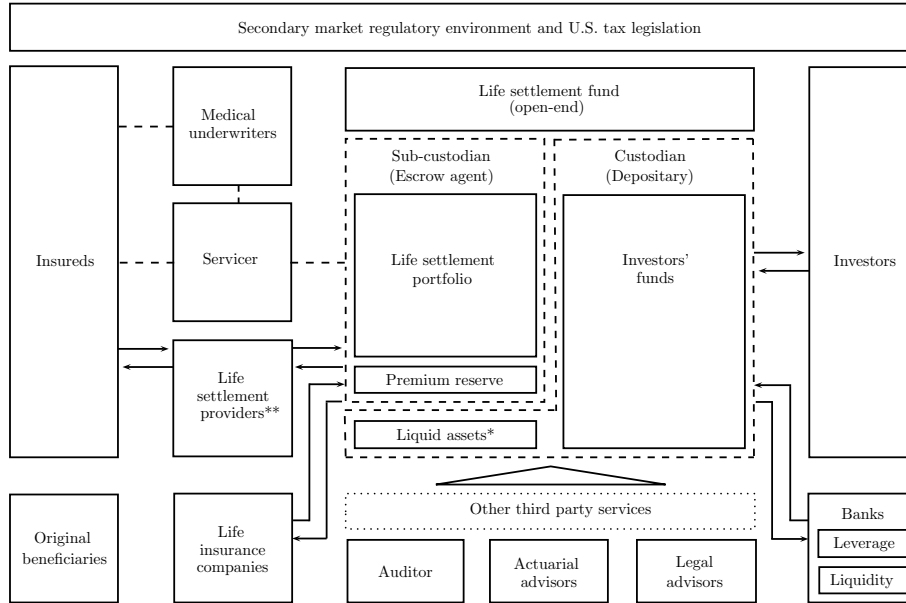 Secondary market regulatory environment and U.S. tax legislation
Insureds
Medical
underwriters
Servicer
Life
settlement
providers**
Life settlement fund
(open-end)
Sub-custodian
(Escrow agent)
Life settlement
portfolio
Premium reserve
Liquid assets*
Custodian
(Depositary)
Investors'
funds
Investors
Original
beneficiaries
Life
insurance
companies
Other third party services
Auditor
Actuarial
advisors
Legal
advisors
Banks
Leverage
Liquidity